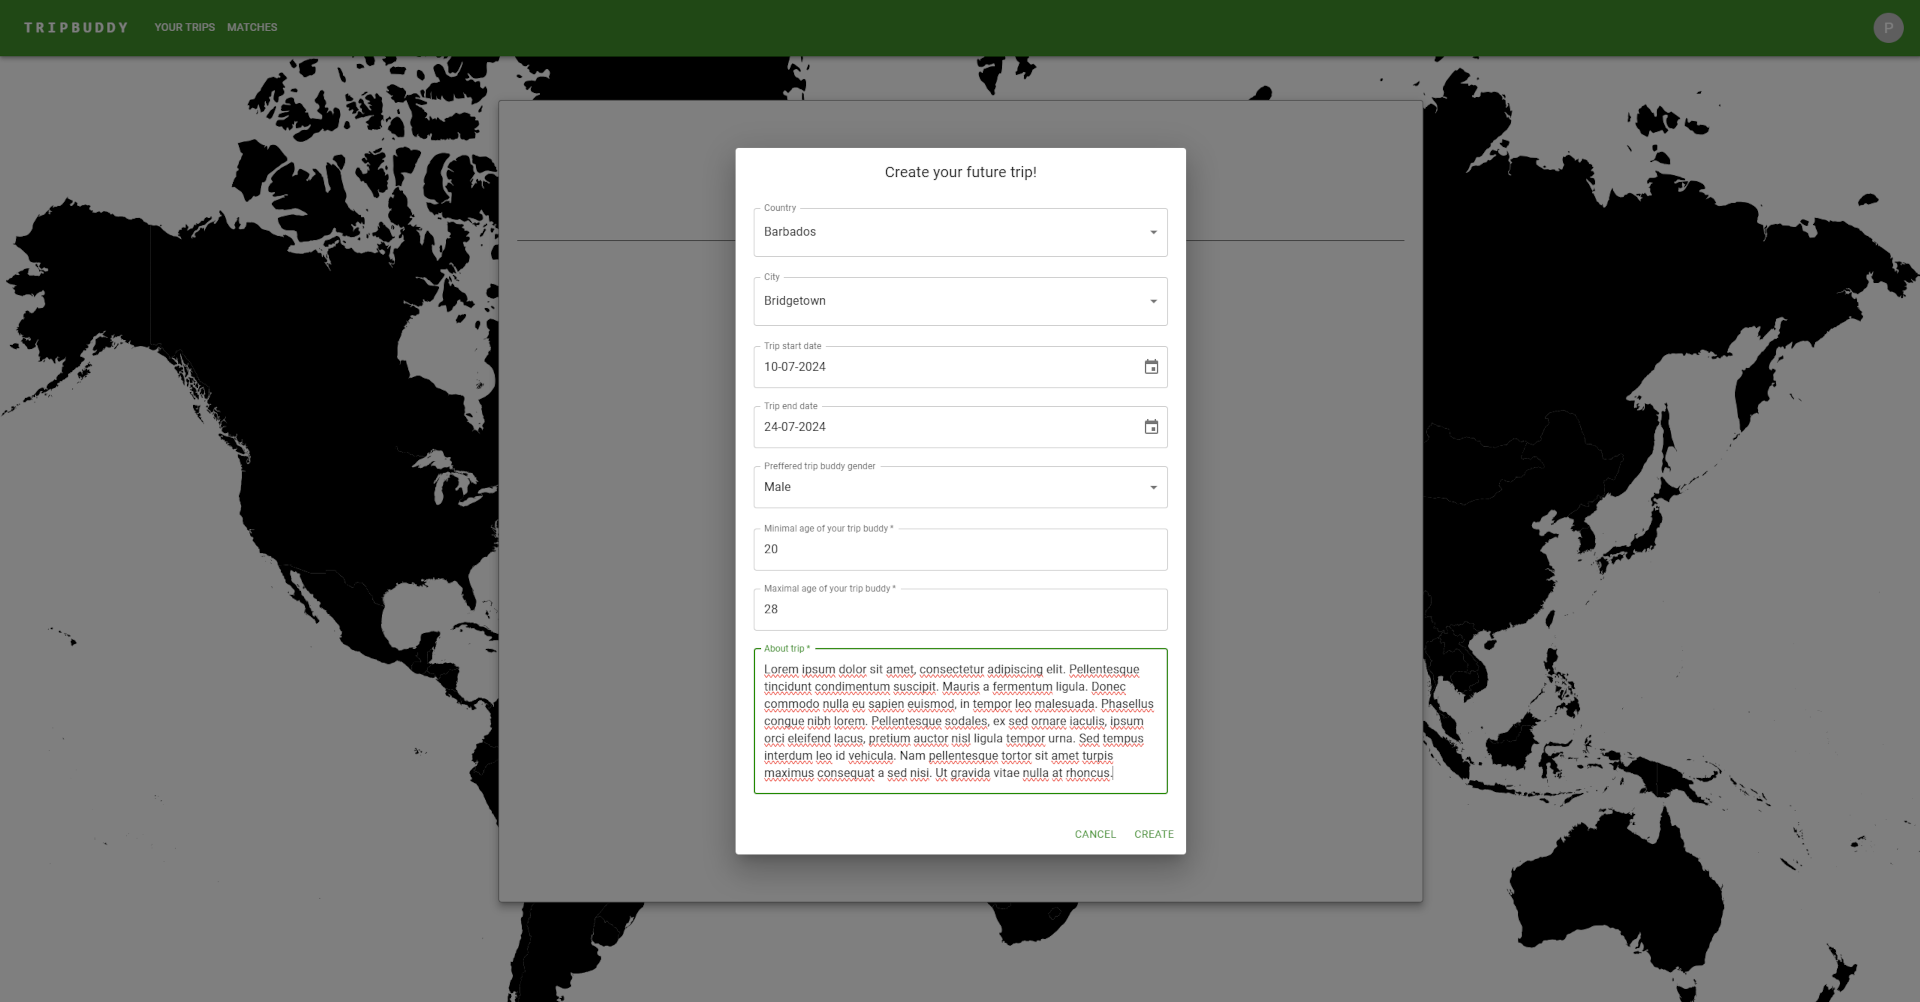 TRIPBUDDY YOUR TRIPS MATCHES P
Create your future trip!
Country
Barbados
City
Bridgetown
Trip start date
10-07-2024
Trip end date
24-07-2024
Preffered trip buddy gender
Male
Minimal age of your trip buddy *
20
Maximal age of your trip buddy *
28
About trip *
Lorem ipsum dolor sit amet, consectetur adipiscing elit. Pellentesque
tincidunt condimentum suscipit. Mauris a fermentum ligula. Donec
commodo nulla eu sapien euismod, in tempor leo malesuada. Phasellus
congue nibh lorem. Pellentesque sodales, ex sed ornare iaculis, ipsum
orci eleifend lacus, pretium auctor nisl ligula tempor urna. Sed tempus
interdum leo id vehicula. Nam pellentesque tortor sit amet turpis
maximus consequat a sed nisi. Ut gravida vitae nulla at rhoncus.
CANCEL CREATE